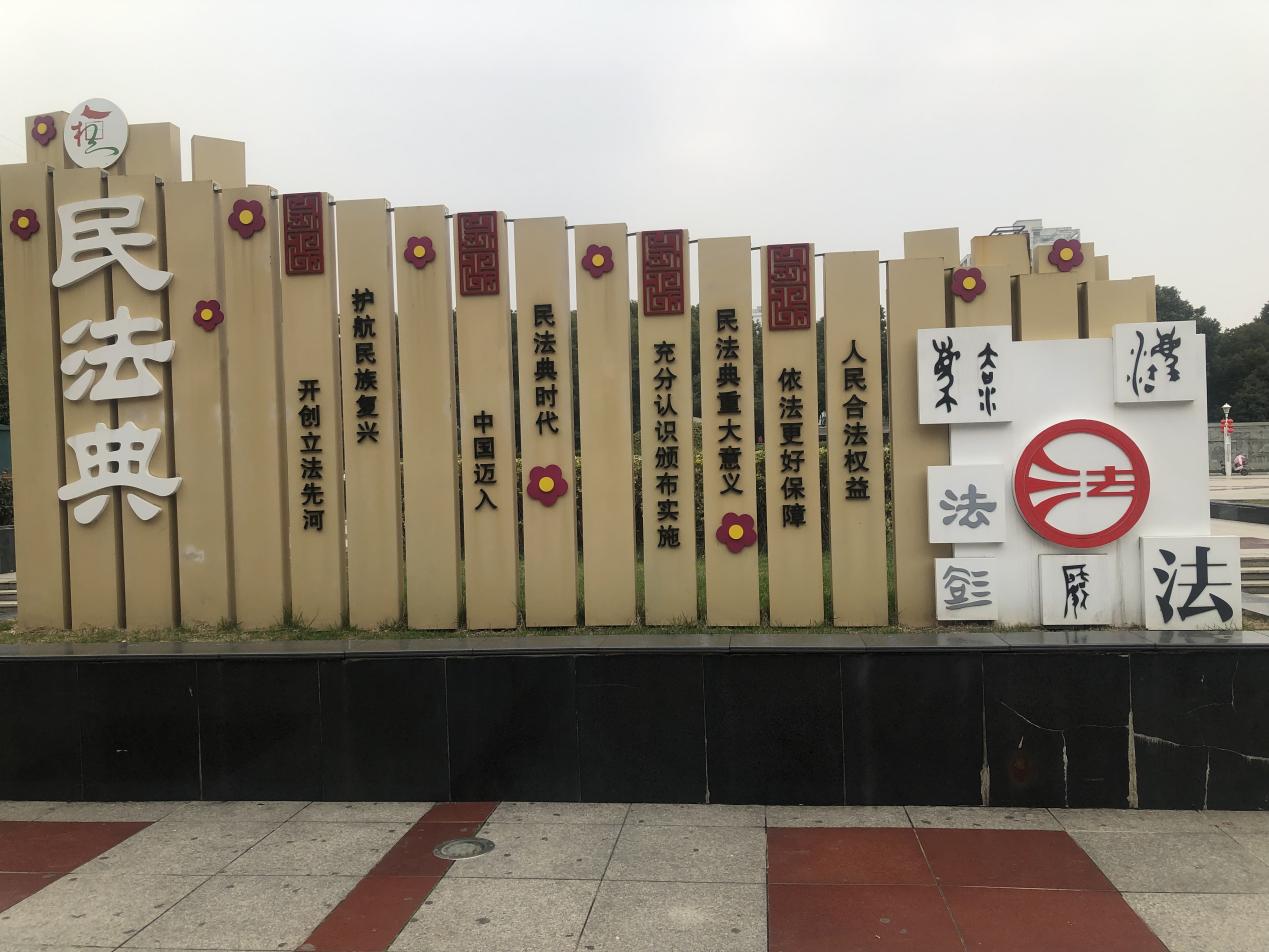 民法典
开创立法先河
护航民族复兴
中国迈入
民法典时代
充分认识颁布实施
民法典重大意义
依法更好保障
人民合法权益
法
法
法